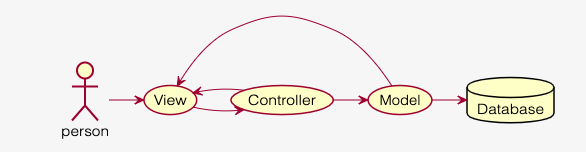 person
View
Controller
Model
Database